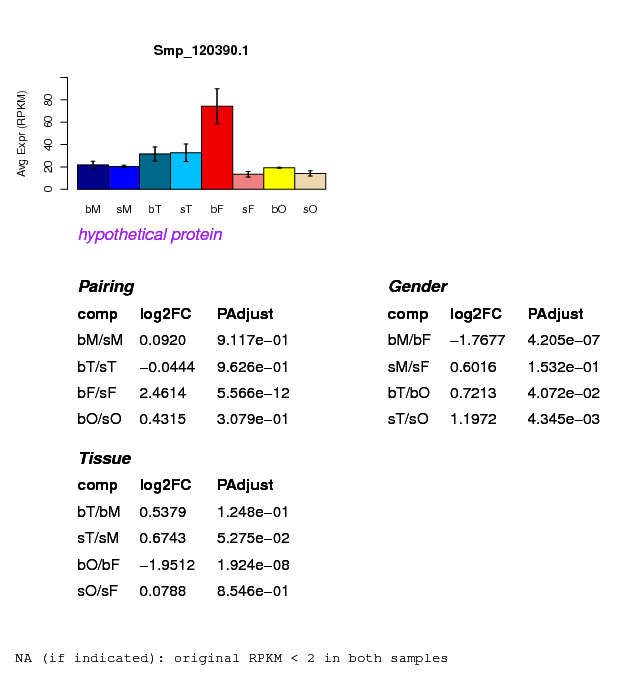 Smp_120390.1
Avg Expr (RPKM)
0 20 40 60 80
bM sM bT sT bF sF bO sO
hypothetical protein
Pairing
comp log2FC PAdjust
bM/sM 0.0920 9.117e−01
bT/sT −0.0444 9.626e−01
bF/sF 2.4614 5.566e−12
bO/sO 0.4315 3.079e−01
Gender
comp log2FC PAdjust
bM/bF −1.7677 4.205e−07
sM/sF 0.6016 1.532e−01
bT/bO 0.7213 4.072e−02
sT/sO 1.1972 4.345e−03
Tissue
comp log2FC PAdjust
bT/bM 0.5379 1.248e−01
sT/sM 0.6743 5.275e−02
bO/bF −1.9512 1.924e−08
sO/sF 0.0788 8.546e−01
NA (if indicated): original RPKM < 2 in both samples